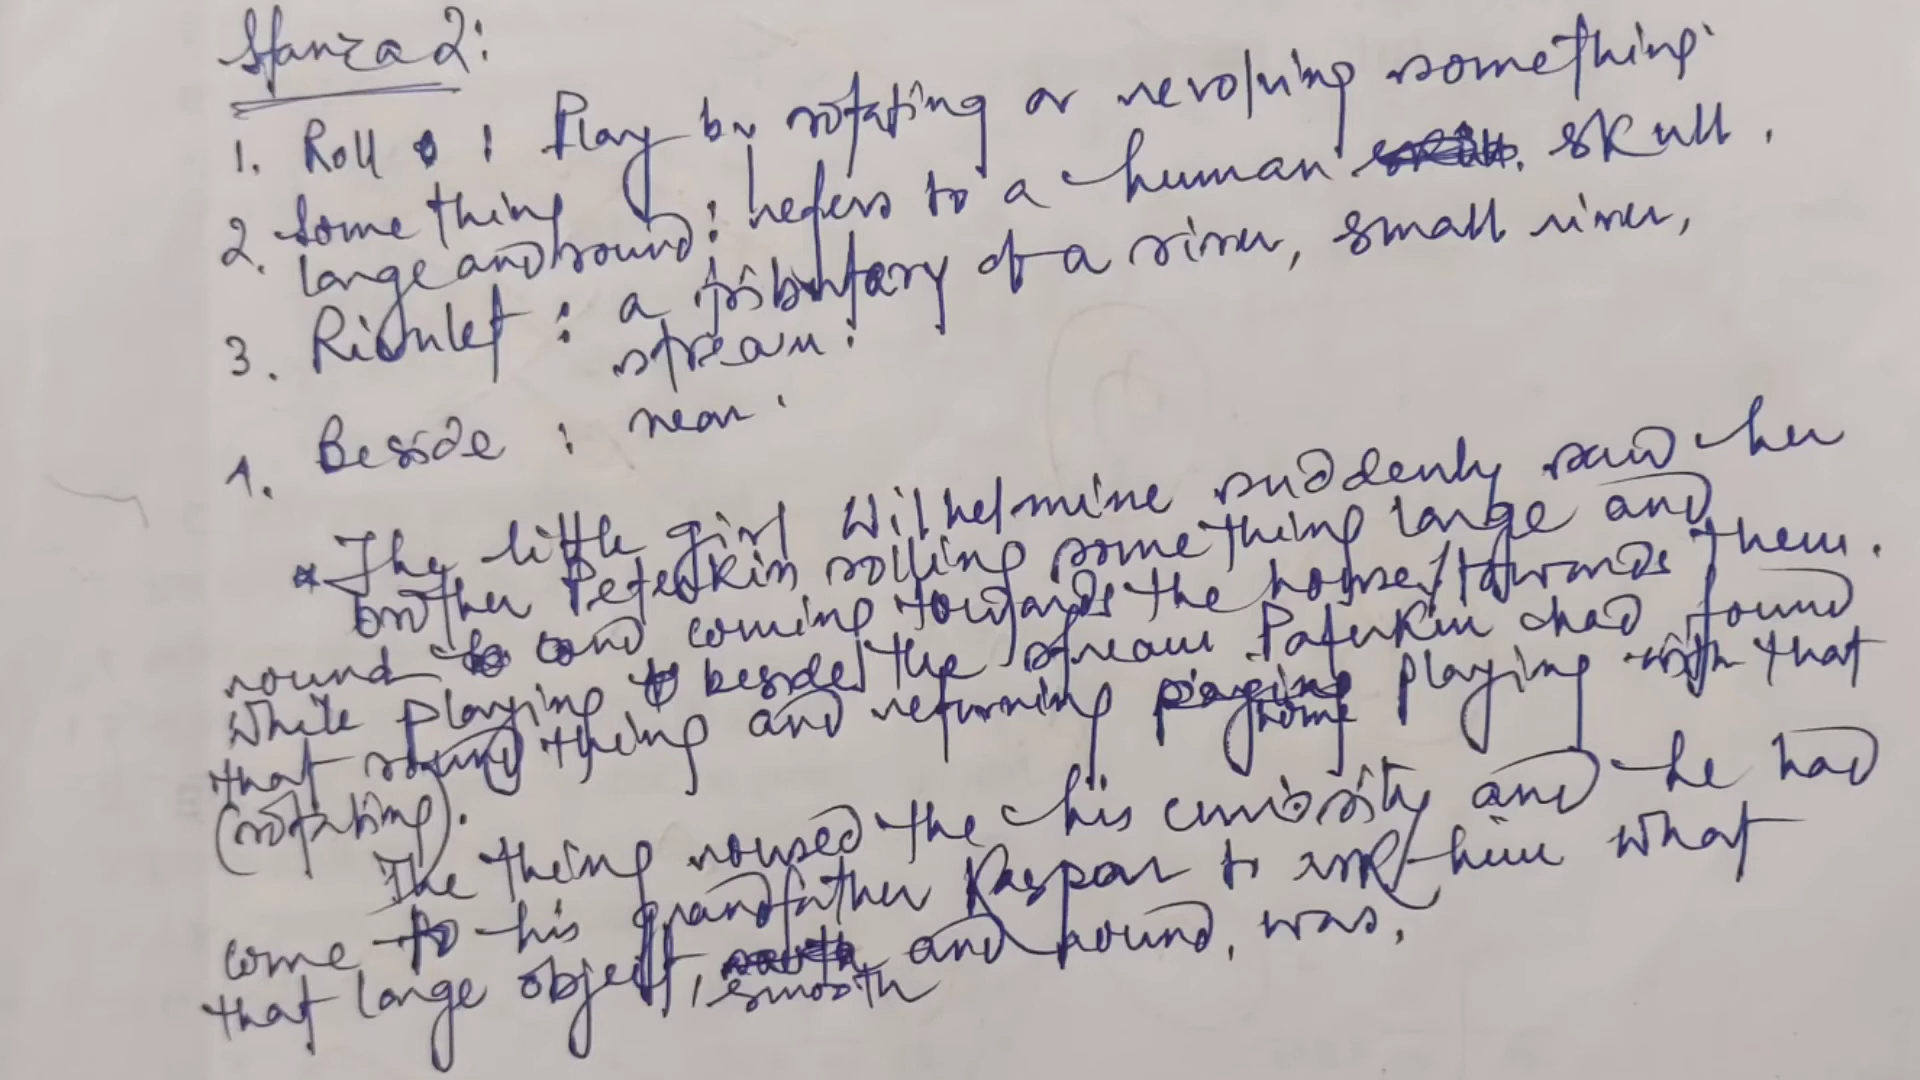 Stanza 2:
1. Roll : Play by rotating or revolving something.
2. Something large and round : refers to a human skull.
3. Rivulet : a tributary of a river, small river,
stream.
4. Beside : near.
* The little girl Wilhelmine suddenly saw her
brother Peterkin rolling something large and
round and coming towards the house/towards them.
While playing beside the stream Paterkin had found
that round thing and returning home playing with that
(rotating).
The thing roused the his curiosity and he had
come to his grandfather Kaspar to ask him what
that large object, smooth and round, was.